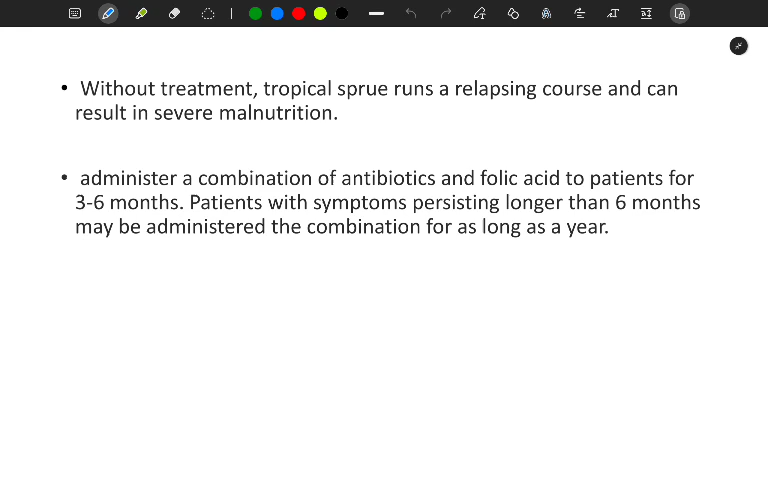 • Without treatment, tropical sprue runs a relapsing course and can
result in severe malnutrition.
• administer a combination of antibiotics and folic acid to patients for
3-6 months. Patients with symptoms persisting longer than 6 months
may be administered the combination for as long as a year.